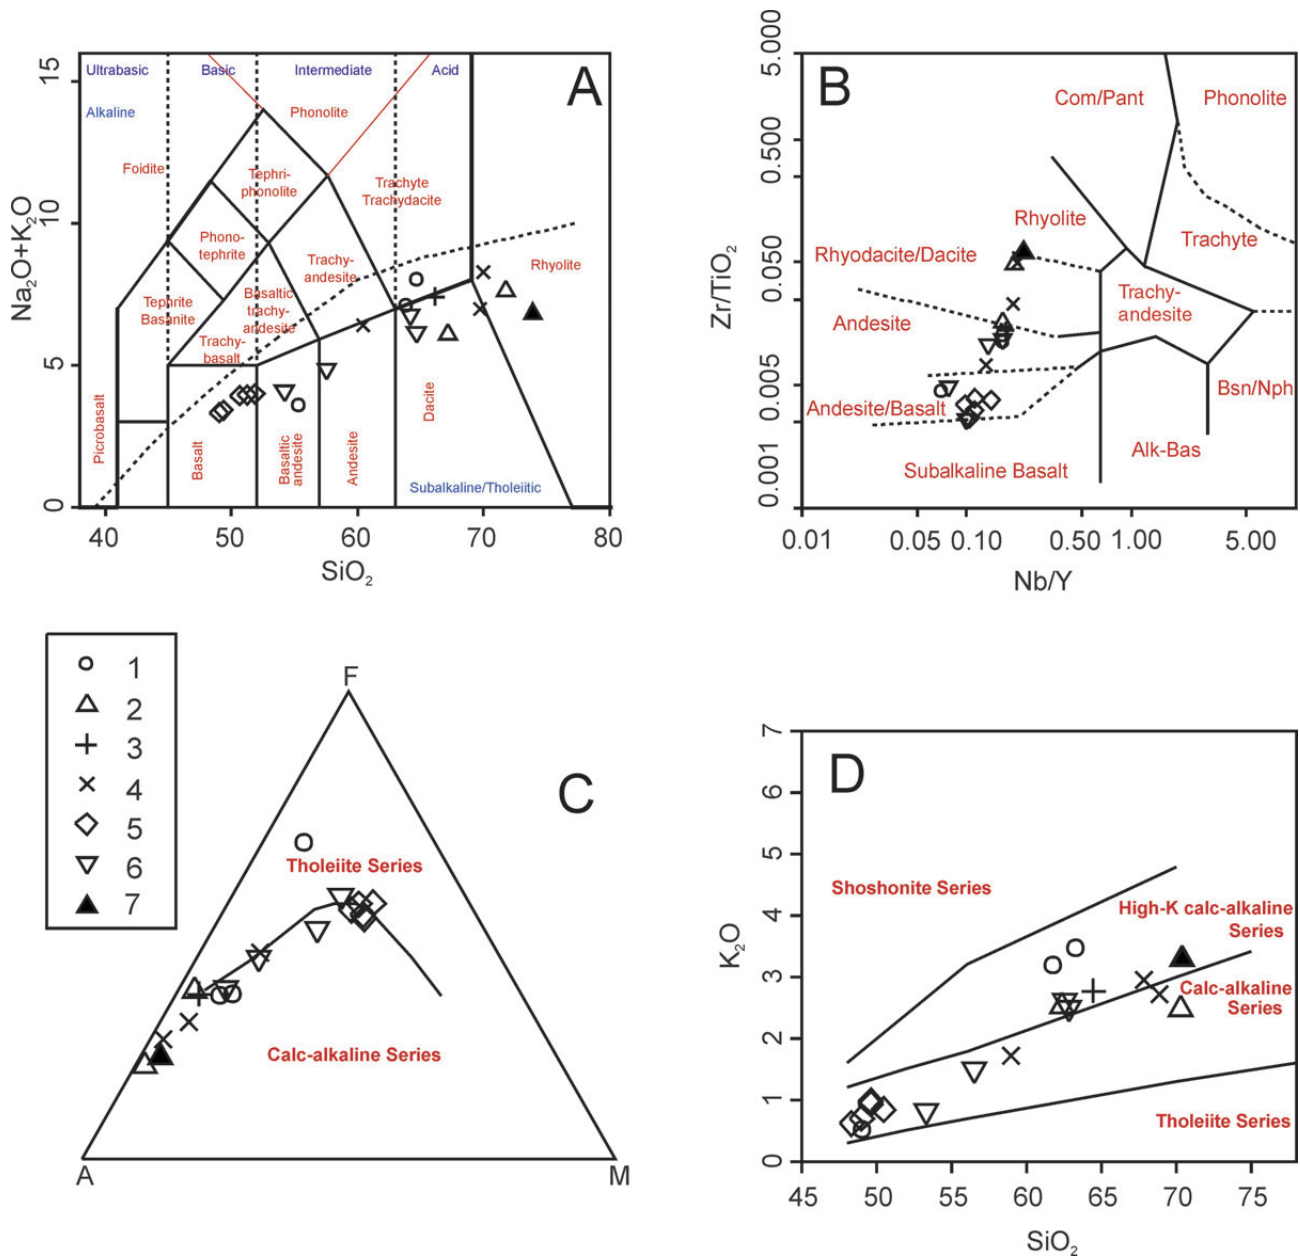 A
Ultrabasic
Basic
Intermediate
Acid
Alkaline
Phonolite
Foidite
Tephri-
phonolite
Trachyte
Trachydacite
Phono-
tephrite
Trachy-
andesite
Rhyolite
Tephrite
Basanite
Basaltic
trachy-
andesite
Trachy-
basalt
Picrobasalt
Basalt
Basaltic
andesite
Andesite
Dacite
Subalkaline/Tholeiitic
Na₂O+K₂O
15
10
5
0
40
50
60
70
80
SiO₂
B
Com/Pant
Phonolite
Rhyolite
Trachyte
Rhyodacite/Dacite
Trachy-
andesite
Andesite
Andesite/Basalt
Bsn/Nph
Alk-Bas
Subalkaline Basalt
Zr/TiO₂
5.000
0.500
0.050
0.005
0.001
0.01
0.05
0.10
0.50
1.00
5.00
Nb/Y
1
2
3
4
5
6
7
C
F
Tholeiite Series
Calc-alkaline Series
A
M
D
Shoshonite Series
High-K calc-alkaline
Series
Calc-alkaline
Series
Tholeiite Series
K₂O
7
6
5
4
3
2
1
0
45
50
55
60
65
70
75
SiO₂